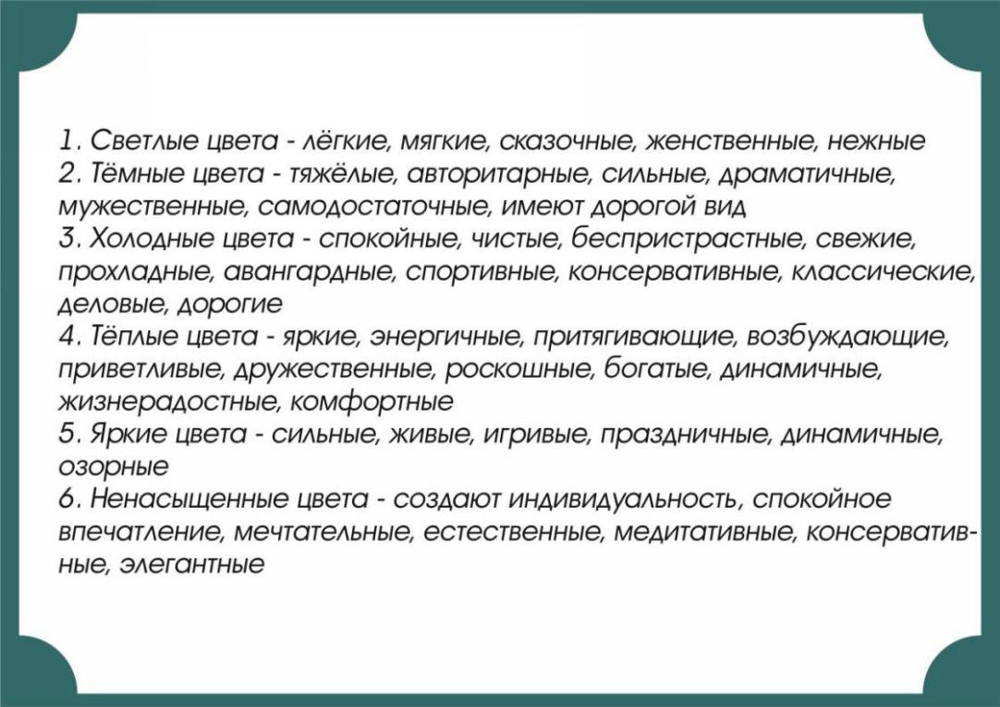 1. Светлые цвета - лёгкие, мягкие, сказочные, женственные, нежные
2. Тёмные цвета - тяжёлые, авторитарные, сильные, драматичные,
мужественные, самодостаточные, имеют дорогой вид
3. Холодные цвета - спокойные, чистые, беспристрастные, свежие,
прохладные, авангардные, спортивные, консервативные, классические,
деловые, дорогие
4. Тёплые цвета - яркие, энергичные, притягивающие, возбуждающие,
приветливые, дружественные, роскошные, богатые, динамичные,
жизнерадостные, комфортные
5. Яркие цвета - сильные, живые, игривые, праздничные, динамичные,
озорные
6. Ненасыщенные цвета - создают индивидуальность, спокойное
впечатление, мечтательные, естественные, медитативные, консерватив-
ные, элегантные